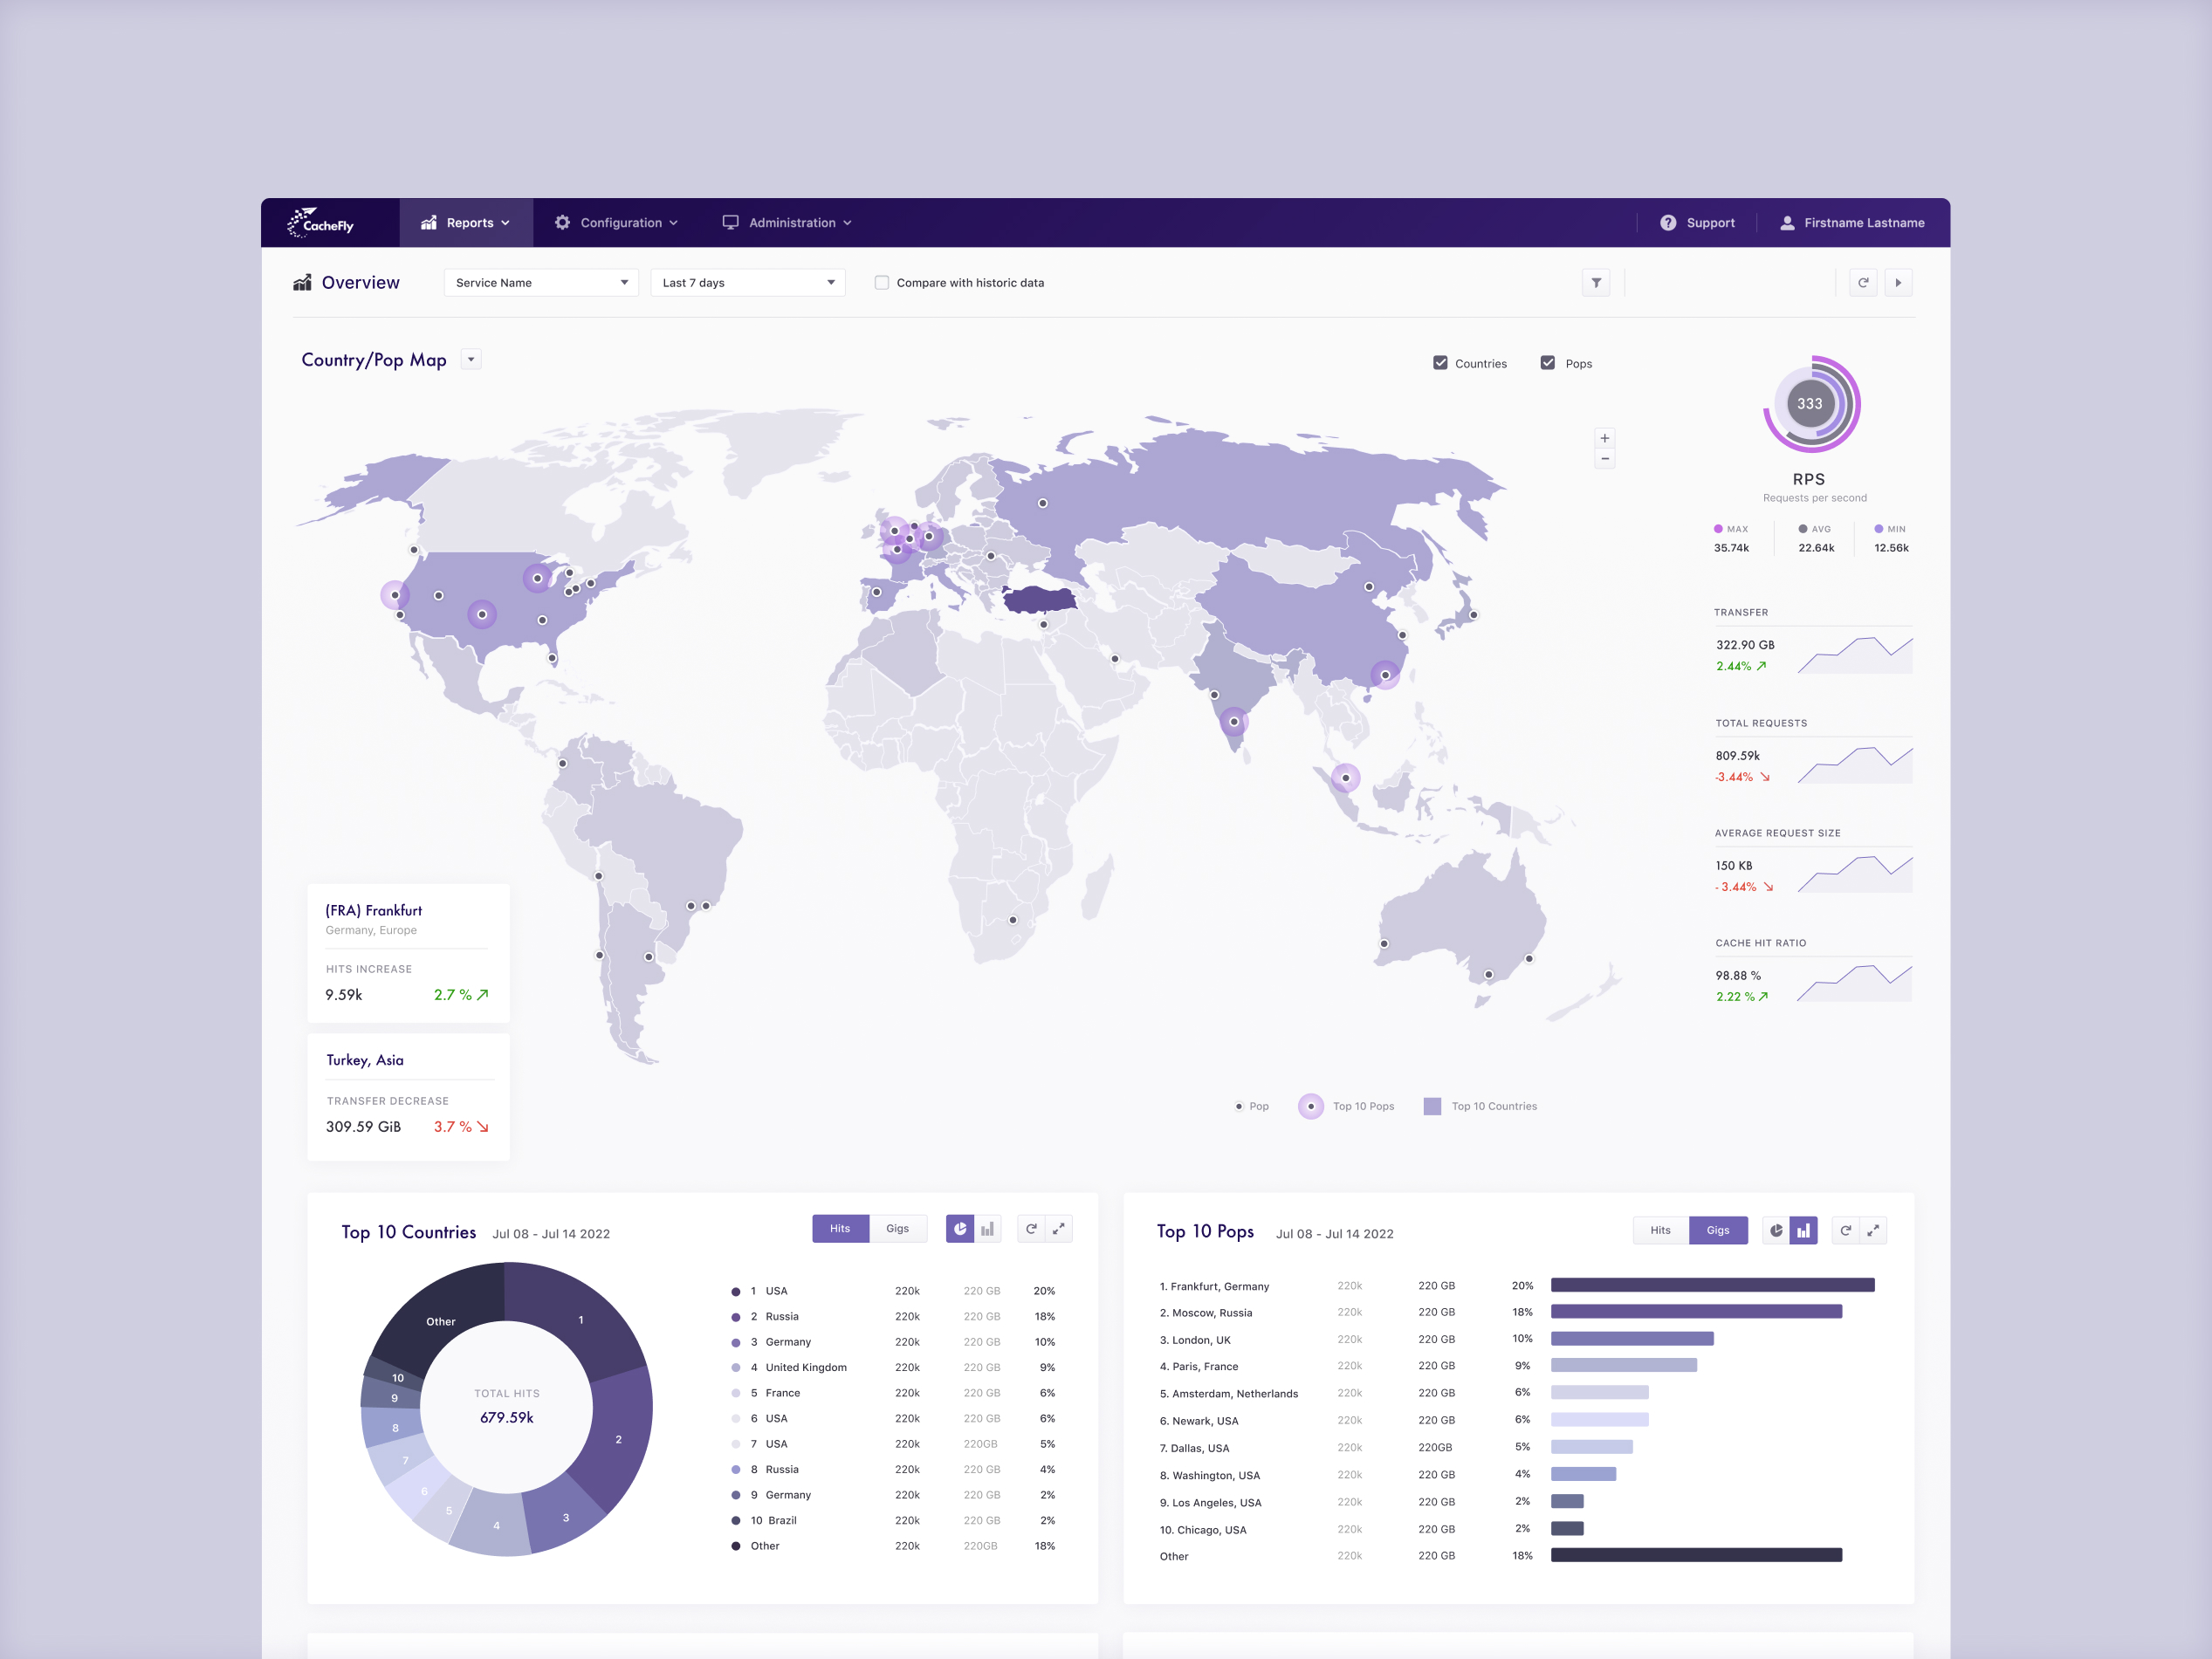 CacheFly
Reports
Configuration
Administration
Support
Firstname Lastname
Overview
Service Name
Last 7 days
Compare with historic data
Country/Pop Map
Countries
Pops
+
−
333
RPS
Requests per second
MAX
AVG
MIN
35.74k
22.64k
12.56k
TRANSFER
322.90 GB
2.44%
TOTAL REQUESTS
809.59k
-3.44%
AVERAGE REQUEST SIZE
150 KB
- 3.44%
CACHE HIT RATIO
98.88 %
2.22 %
(FRA) Frankfurt
Germany, Europe
HITS INCREASE
9.59k 2.7 %
Turkey, Asia
TRANSFER DECREASE
309.59 GiB 3.7 %
Pop
Top 10 Pops
Top 10 Countries
Top 10 Countries Jul 08 - Jul 14 2022
Hits
Gigs
Other
1
2
3
4
5
6
7
8
9
10
TOTAL HITS
679.59k
1 USA 220k 220 GB 20%
2 Russia 220k 220 GB 18%
3 Germany 220k 220 GB 10%
4 United Kingdom 220k 220 GB 9%
5 France 220k 220 GB 6%
6 USA 220k 220 GB 6%
7 USA 220k 220GB 5%
8 Russia 220k 220 GB 4%
9 Germany 220k 220 GB 2%
10 Brazil 220k 220 GB 2%
Other 220k 220GB 18%
Top 10 Pops Jul 08 - Jul 14 2022
Hits
Gigs
1. Frankfurt, Germany 220k 220 GB 20%
2. Moscow, Russia 220k 220 GB 18%
3. London, UK 220k 220 GB 10%
4. Paris, France 220k 220 GB 9%
5. Amsterdam, Netherlands 220k 220 GB 6%
6. Newark, USA 220k 220 GB 6%
7. Dallas, USA 220k 220GB 5%
8. Washington, USA 220k 220 GB 4%
9. Los Angeles, USA 220k 220 GB 2%
10. Chicago, USA 220k 220 GB 2%
Other 220k 220 GB 18%